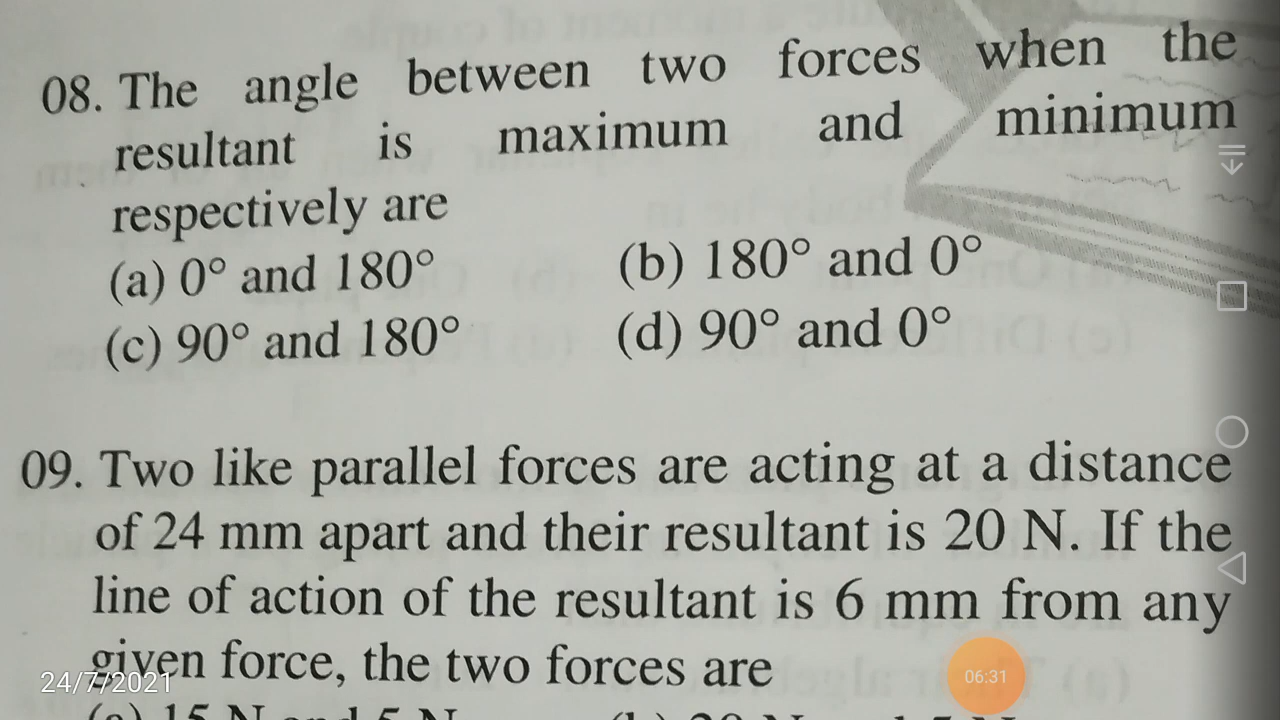 08. The angle between two forces when the
resultant is maximum and minimum
respectively are
(a) 0° and 180° (b) 180° and 0°
(c) 90° and 180° (d) 90° and 0°
09. Two like parallel forces are acting at a distance
of 24 mm apart and their resultant is 20 N. If the
line of action of the resultant is 6 mm from any
given force, the two forces are
(a) 15 N and 5 N
24/7/2021
06:31